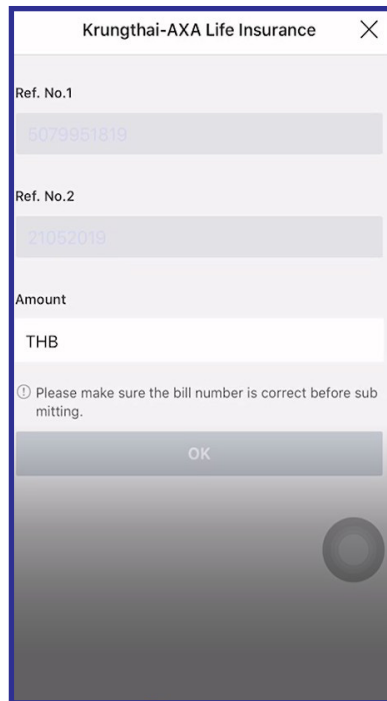 Krungthai-AXA Life Insurance
Ref. No.1
5079951819
Ref. No.2
21052019
Amount
THB
Please make sure the bill number is correct before sub
mitting.
OK